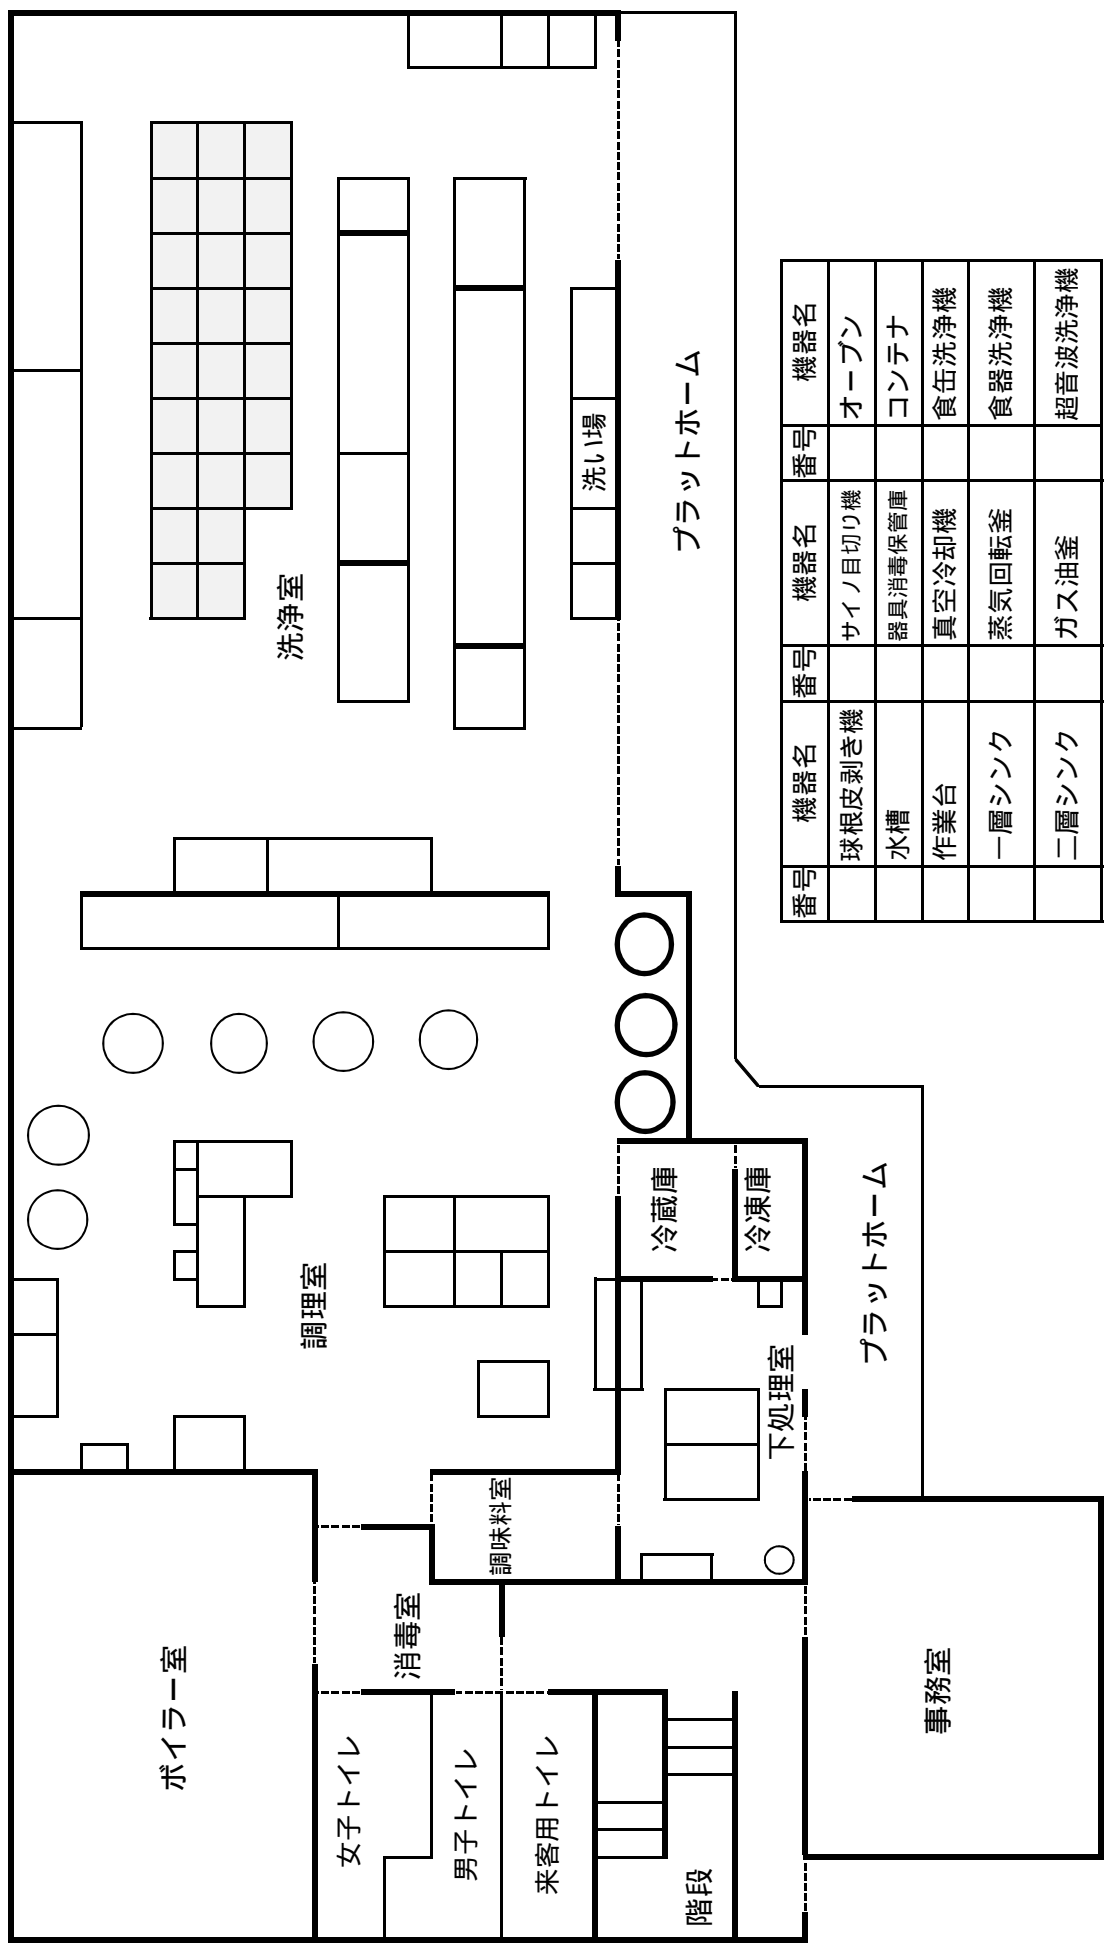 洗浄室
洗い場
プラットホーム
調理室
冷蔵庫
冷凍庫
下処理室
プラットホーム
調味料室
消毒室
ボイラー室
女子トイレ
男子トイレ
来客用トイレ
階段
事務室
番号 機器名 番号 機器名 番号 機器名
球根皮剥き機 サイノ目切り機 オーブン
水槽 器具消毒保管庫 コンテナ
作業台 真空冷却機 食缶洗浄機
一層シンク 蒸気回転釜 食器洗浄機
二層シンク ガス油釜 超音波洗浄機